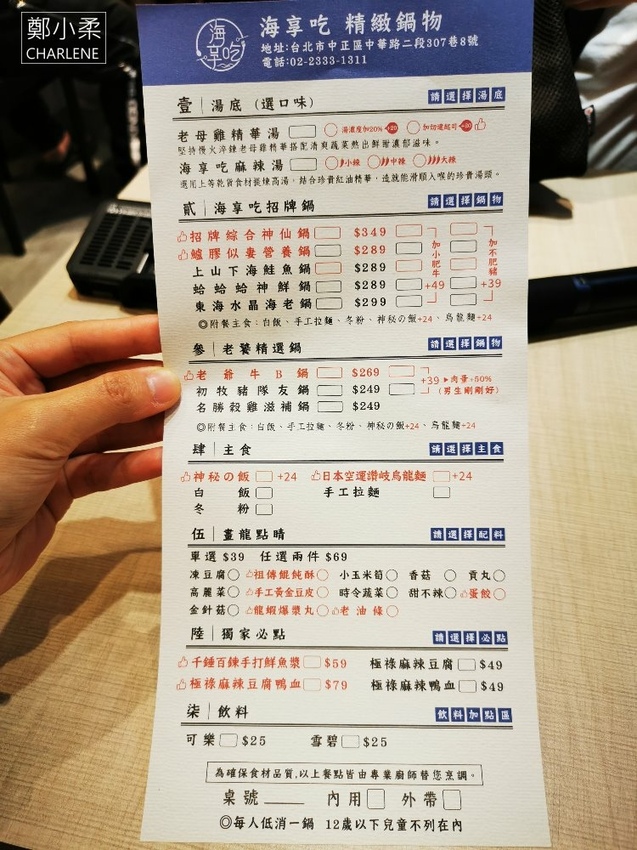 鄭小柔
CHARLENE
海享吃
海享吃 精緻鍋物
地址:台北市中正區中華路二段307巷8號
電話:02-2333-1311
壹 湯底 (選口味) 請選擇湯底
老母雞精華湯 湯濃度加20% +20 加切達起司 +20
堅持慢火淬鍊老母雞精華搭配清爽蔬菜熬出鮮甜濃郁滋味。
海享吃麻辣湯 小辣 中辣 大辣
選用上等乾貨食材提煉高湯,結合珍貴紅油精華,造就能滑順入喉的珍貴湯頭。
貳 海享吃招牌鍋 請選擇鍋物
招牌綜合神仙鍋 $349
鱸膠似妻營養鍋 $289
上山下海鮭魚鍋 $289
蛤蛤蛤神鮮鍋 $289
東海水晶海老鍋 $299
加小肥牛 +49
加不肥豬 +39
◎附餐主食:白飯、手工拉麵、冬粉、神秘の飯+24、烏龍麵+24
參 老饕精選鍋 請選擇鍋物
老爺牛B鍋 $269
初牧豬隊友鍋 $249
名勝穀雞滋補鍋 $249
+39 ▶肉量+50%
(男生剛剛好)
◎附餐主食:白飯、手工拉麵、冬粉、神秘の飯+24、烏龍麵+24
肆 主食 請選擇主食
神秘の飯 +24 日本空運讚岐烏龍麵 +24
白飯 手工拉麵
冬粉
伍 畫龍點睛 請選擇配料
單選 $39 任選兩件 $69
凍豆腐 祖傳餛飩酥 小玉米筍 香菇 貢丸
高麗菜 手工黃金豆皮 時令蔬菜 甜不辣 蛋餃
金針菇 龍蝦爆漿丸 老油條
陸 獨家必點 請選擇必點
千錘百鍊手打鮮魚漿 $59 極祿麻辣豆腐 $49
極祿麻辣豆腐鴨血 $79 極祿麻辣鴨血 $49
柒 飲料 飲料加點區
可樂 $25 雪碧 $25
為確保食材品質,以上餐點皆由專業廚師替您烹調。
桌號 內用 外帶
◎每人低消一鍋 12歲以下兒童不列在內